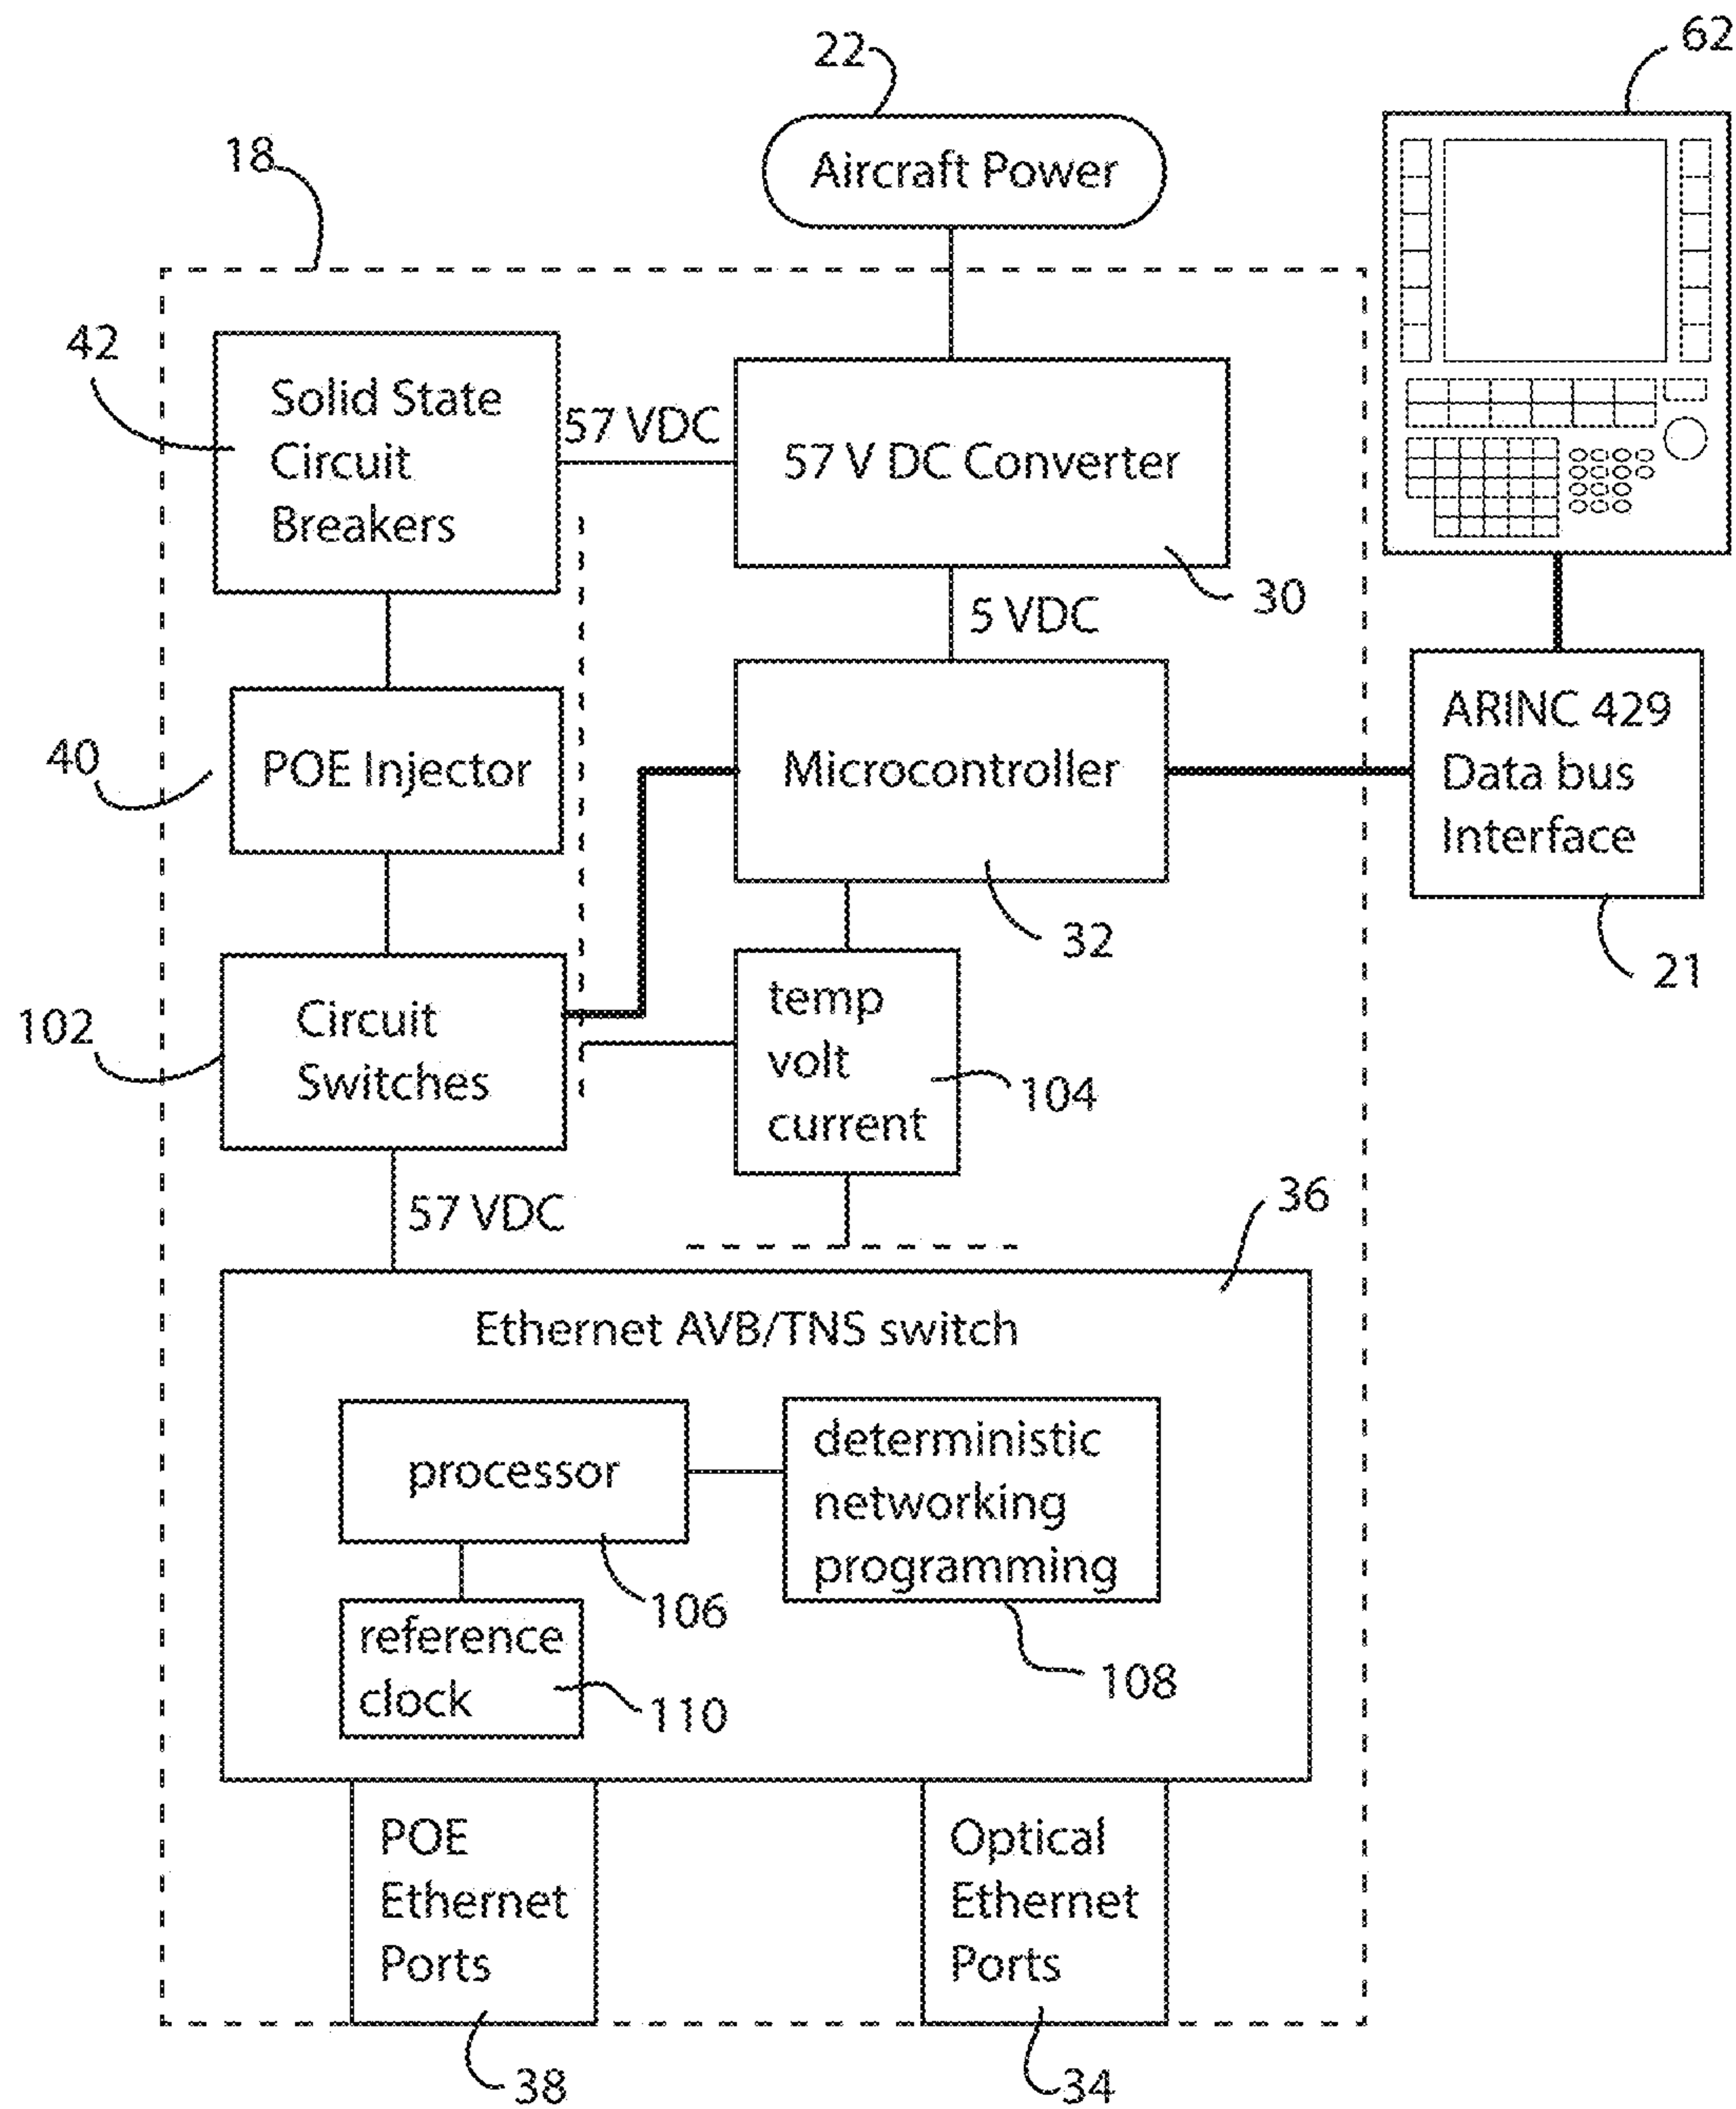 62
22
Aircraft Power
18
42
Solid State
Circuit
Breakers
57 VDC
57 V DC Converter
30
5 VDC
ARINC 429
Data bus
Interface
21
40
POE Injector
Microcontroller
32
102
Circuit
Switches
temp
volt
current
104
57 VDC
36
Ethernet AVB/TNS switch
processor
106
deterministic
networking
programming
108
reference
clock
110
POE
Ethernet
Ports
38
Optical
Ethernet
Ports
34